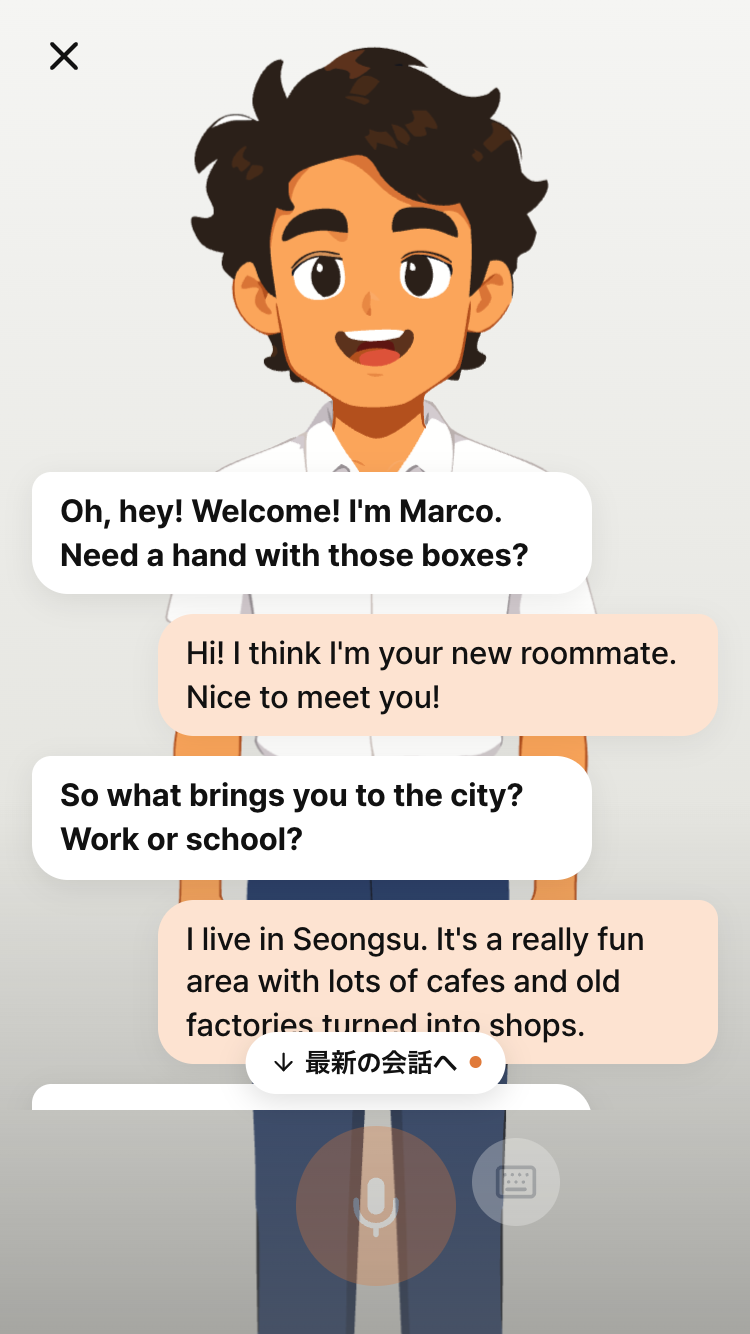 Oh, hey! Welcome! I'm Marco.
Need a hand with those boxes?
Hi! I think I'm your new roommate.
Nice to meet you!
So what brings you to the city?
Work or school?
I live in Seongsu. It's a really fun
area with lots of cafes and old
factories turned into shops.
最新の会話へ